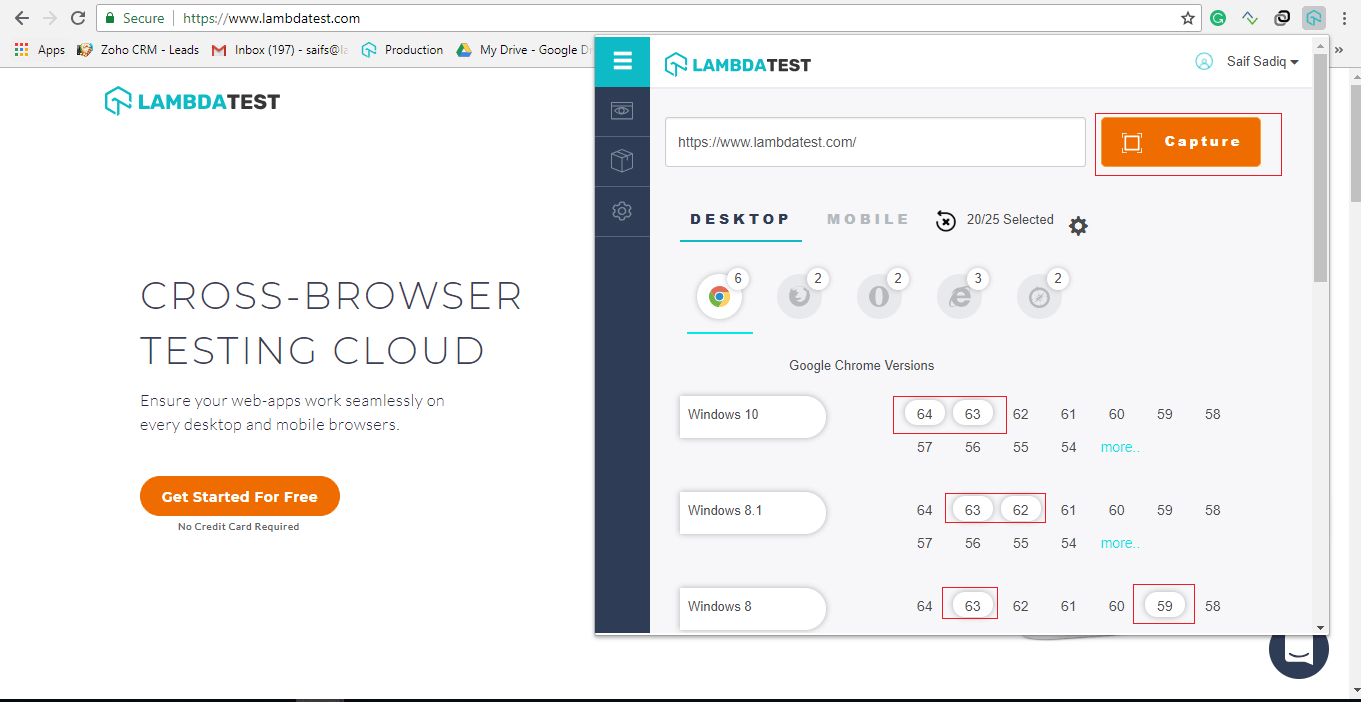 Secure https://www.lambdatest.com
Apps Zoho CRM - Leads Inbox (197) - saifs@la Production My Drive - Google D »
LAMBDATEST
CROSS-BROWSER
TESTING CLOUD
Ensure your web-apps work seamlessly on
every desktop and mobile browsers.
Get Started For Free
No Credit Card Required
LAMBDATEST Saif Sadiq
https://www.lambdatest.com/ Capture
DESKTOP MOBILE 20/25 Selected
6 2 2 3 2
Google Chrome Versions
Windows 10 64 63 62 61 60 59 58
57 56 55 54 more..
Windows 8.1 64 63 62 61 60 59 58
57 56 55 54 more..
Windows 8 64 63 62 61 60 59 58